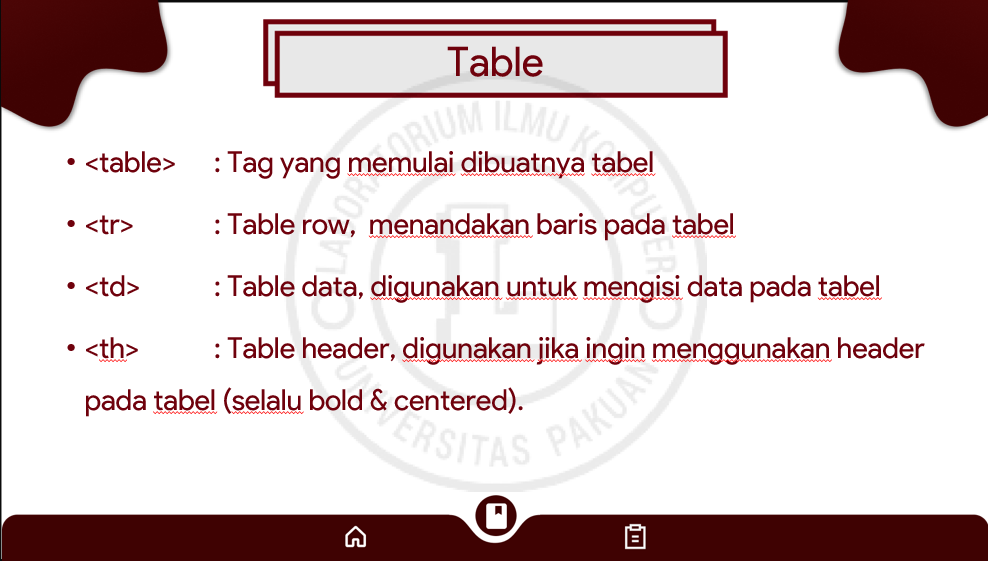 Table
• <table> : Tag yang memulai dibuatnya tabel
• <tr> : Table row, menandakan baris pada tabel
• <td> : Table data, digunakan untuk mengisi data pada tabel
• <th> : Table header, digunakan jika ingin menggunakan header
pada tabel (selalu bold & centered).
LABORATORIUM ILMU KOMPUTER
UNIVERSITAS PAKUAN